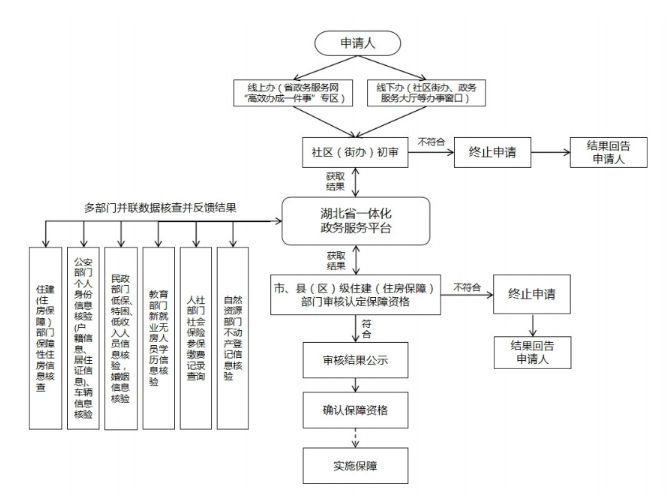 申请人
线上办（省政务服务网
“高效办成一件事”专区）
线下办（社区街办、政务
服务大厅等办事窗口）
社区（街办）初审
不符合
终止申请
结果回告
申请人
获取
结果
多部门并联数据核查并反馈结果
湖北省一体化
政务服务平台
住建
(住
房保
障)部
门保障
性住
房信
息核
查
公安
部门
个人
身份
信息
核验
(户
籍信
息、
居住
证信
息)、
车辆
信息
核验
民政
部门
低保、
特困、
低收
入人
员信
息核
验，
婚姻
信息
核验
教育
部门
新就
业无
房人
员学
历信
息核
验
人社
部门
社会
保险
参保
缴费
记录
查询
自然
资源
部门
不动
产登
记信
息核
验
获取
结果
市、县（区）级住建（住房保障）
部门审核认定保障资格
不符合
终止申请
结果回告
申请人
符
合
审核结果公示
确认保障资格
实施保障